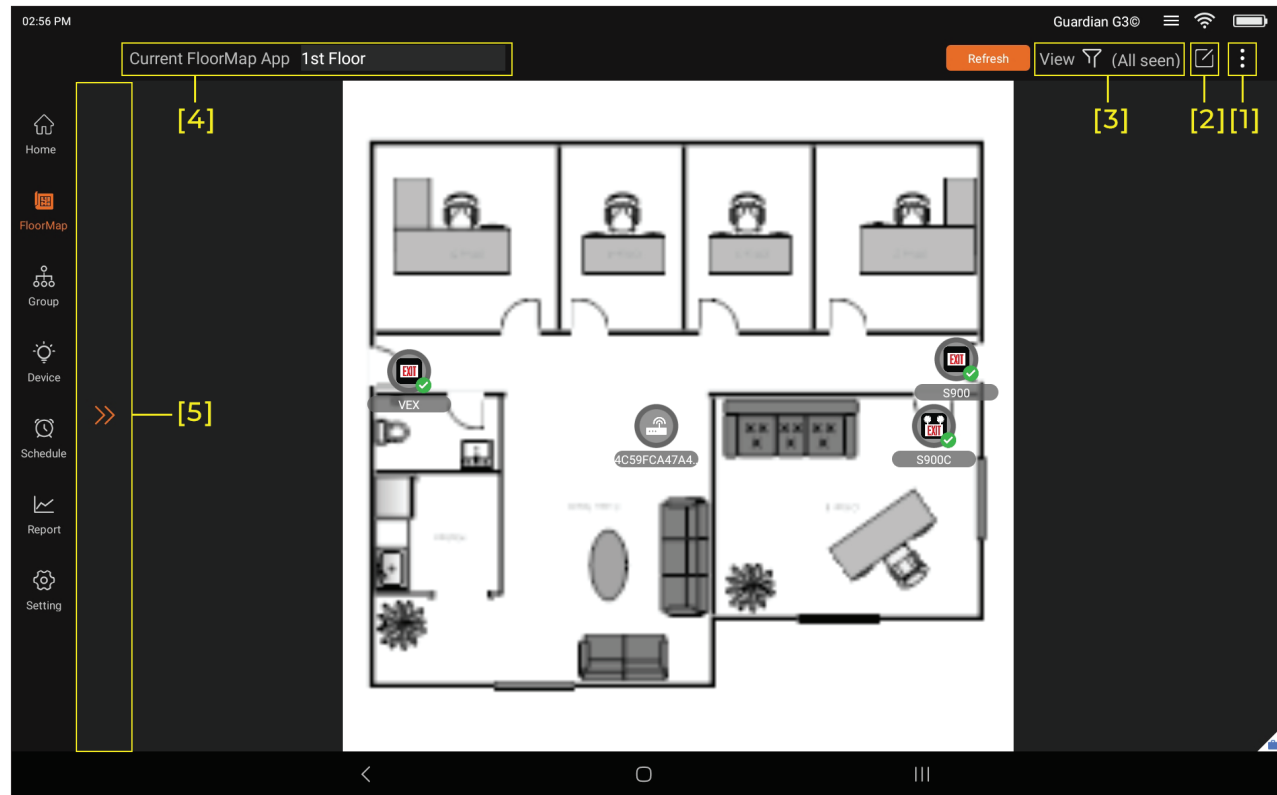 02:56 PM
Guardian G3©
Current FloorMap App 1st Floor
Refresh
View (All seen)
[4]
[3]
[2]
[1]
Home
FloorMap
Group
Device
Schedule
Report
Setting
[5]
EXIT
VEX
EXIT
S900
EXIT
S900C
4C59FCA47A4..